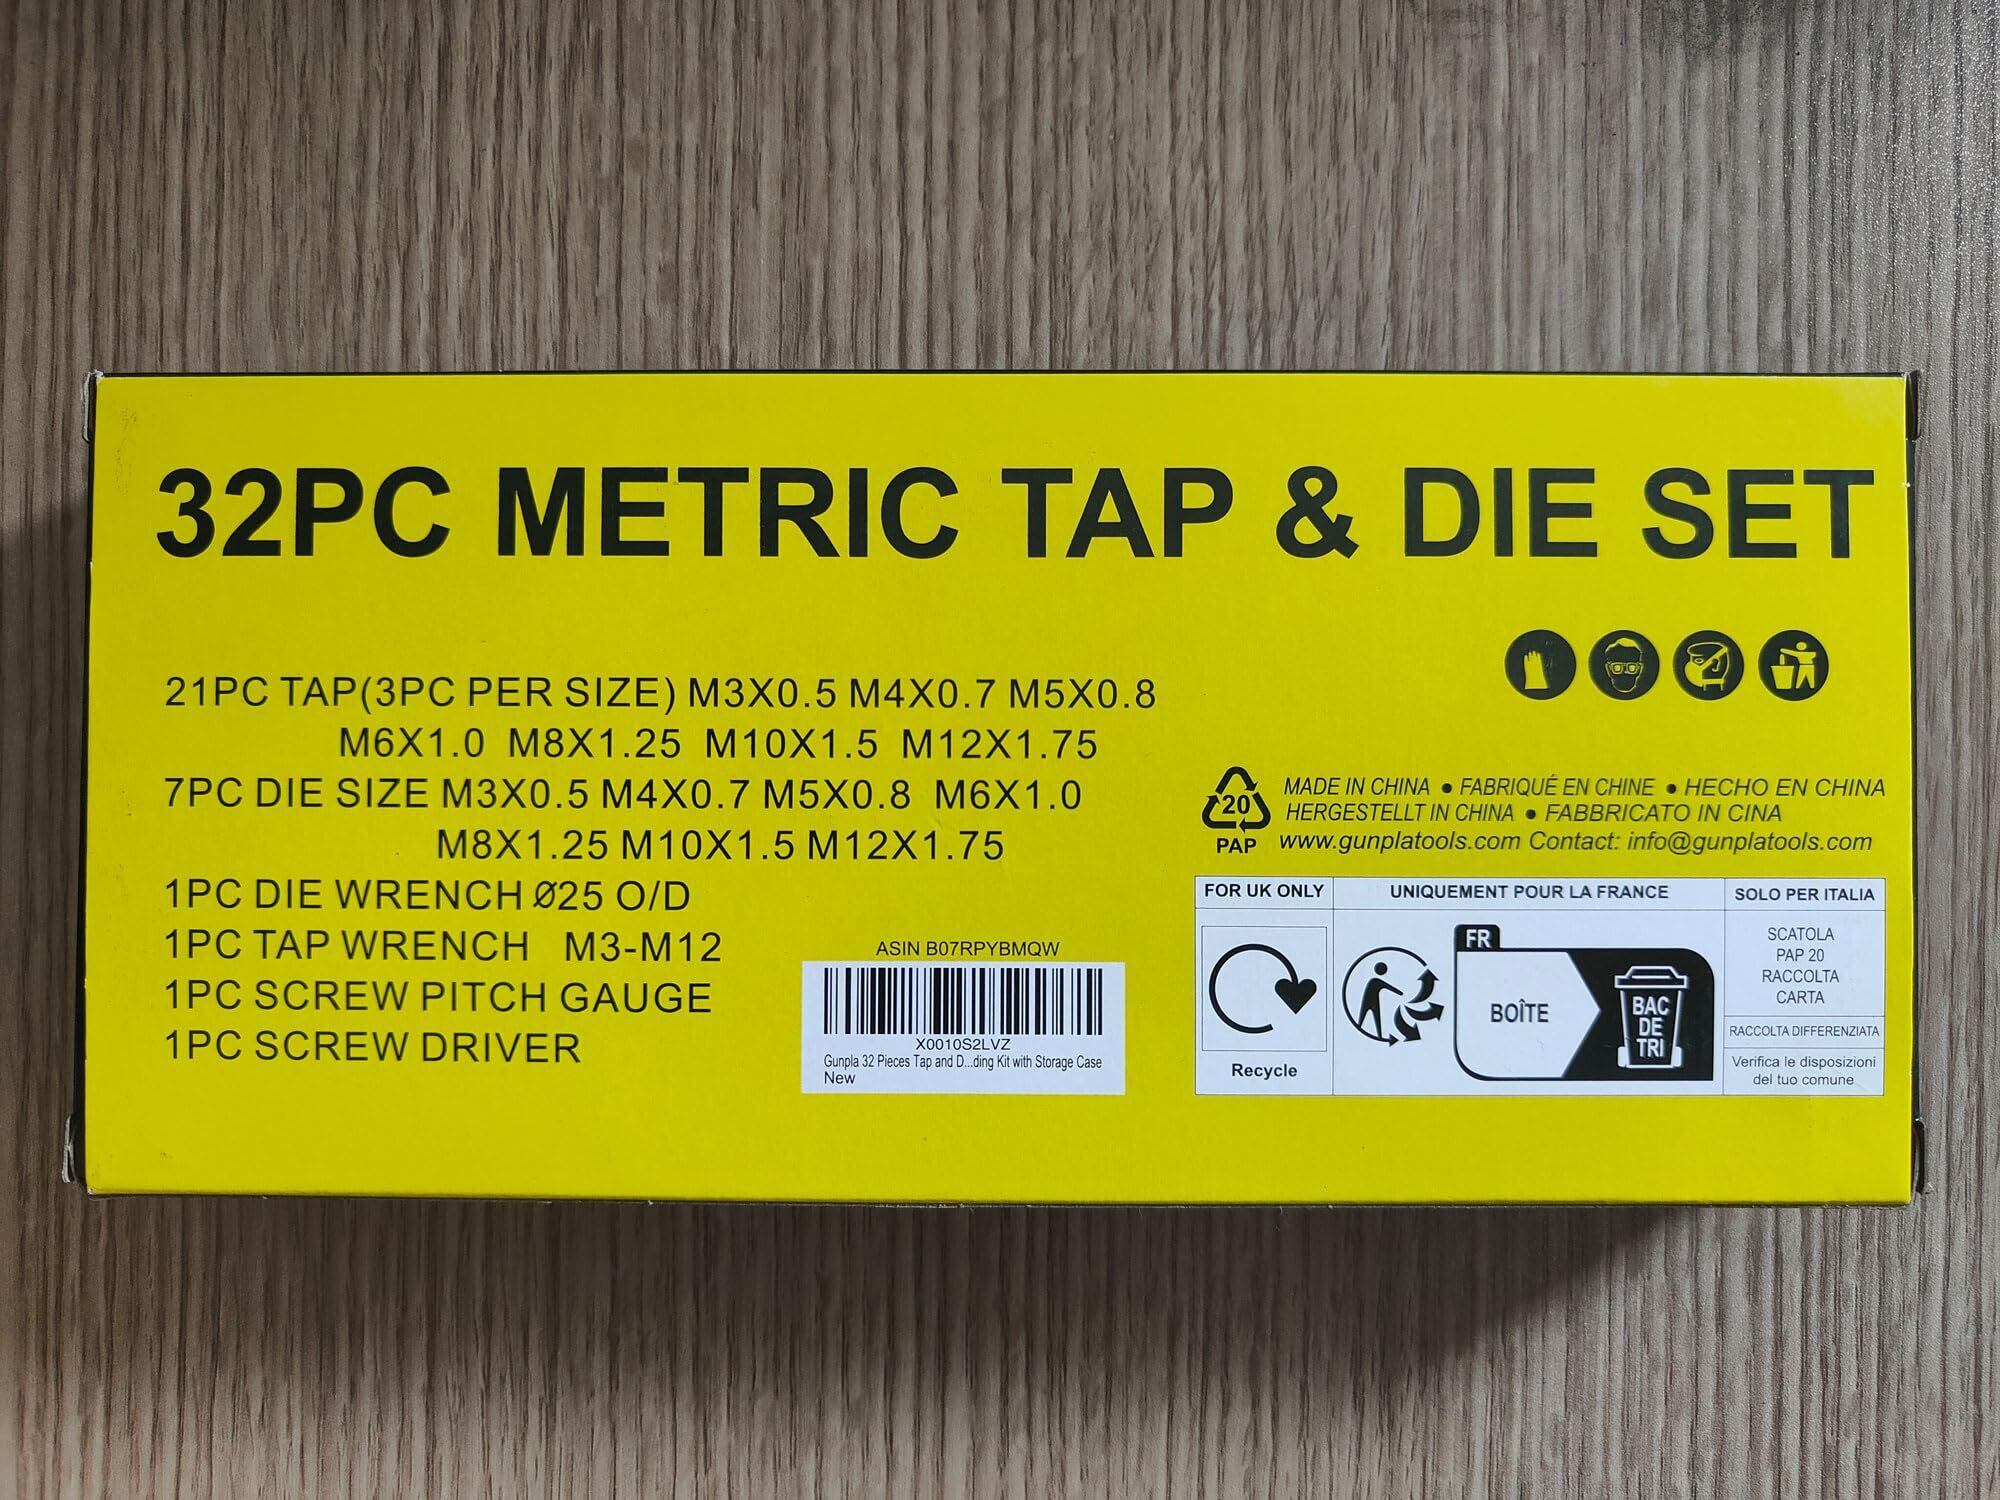 32PC METRIC TAP & DIE SET
21PC TAP(3PC PER SIZE) M3X0.5 M4X0.7 M5X0.8
M6X1.0 M8X1.25 M10X1.5 M12X1.75
7PC DIE SIZE M3X0.5 M4X0.7 M5X0.8 M6X1.0
M8X1.25 M10X1.5 M12X1.75
1PC DIE WRENCH Ø25 O/D
1PC TAP WRENCH M3-M12
1PC SCREW PITCH GAUGE
1PC SCREW DRIVER
ASIN B07RPYBMQW
X0010S2LVZ
Gunpla 32 Pieces Tap and D...ding Kit with Storage Case
New
20
PAP
MADE IN CHINA ● FABRIQUÉ EN CHINE ● HECHO EN CHINA
HERGESTELLT IN CHINA ● FABBRICATO IN CINA
www.gunplatools.com Contact: info@gunplatools.com
FOR UK ONLY
Recycle
UNIQUEMENT POUR LA FRANCE
FR
BOÎTE
BAC
DE
TRI
SOLO PER ITALIA
SCATOLA
PAP 20
RACCOLTA
CARTA
RACCOLTA DIFFERENZIATA
Verifica le disposizioni
del tuo comune